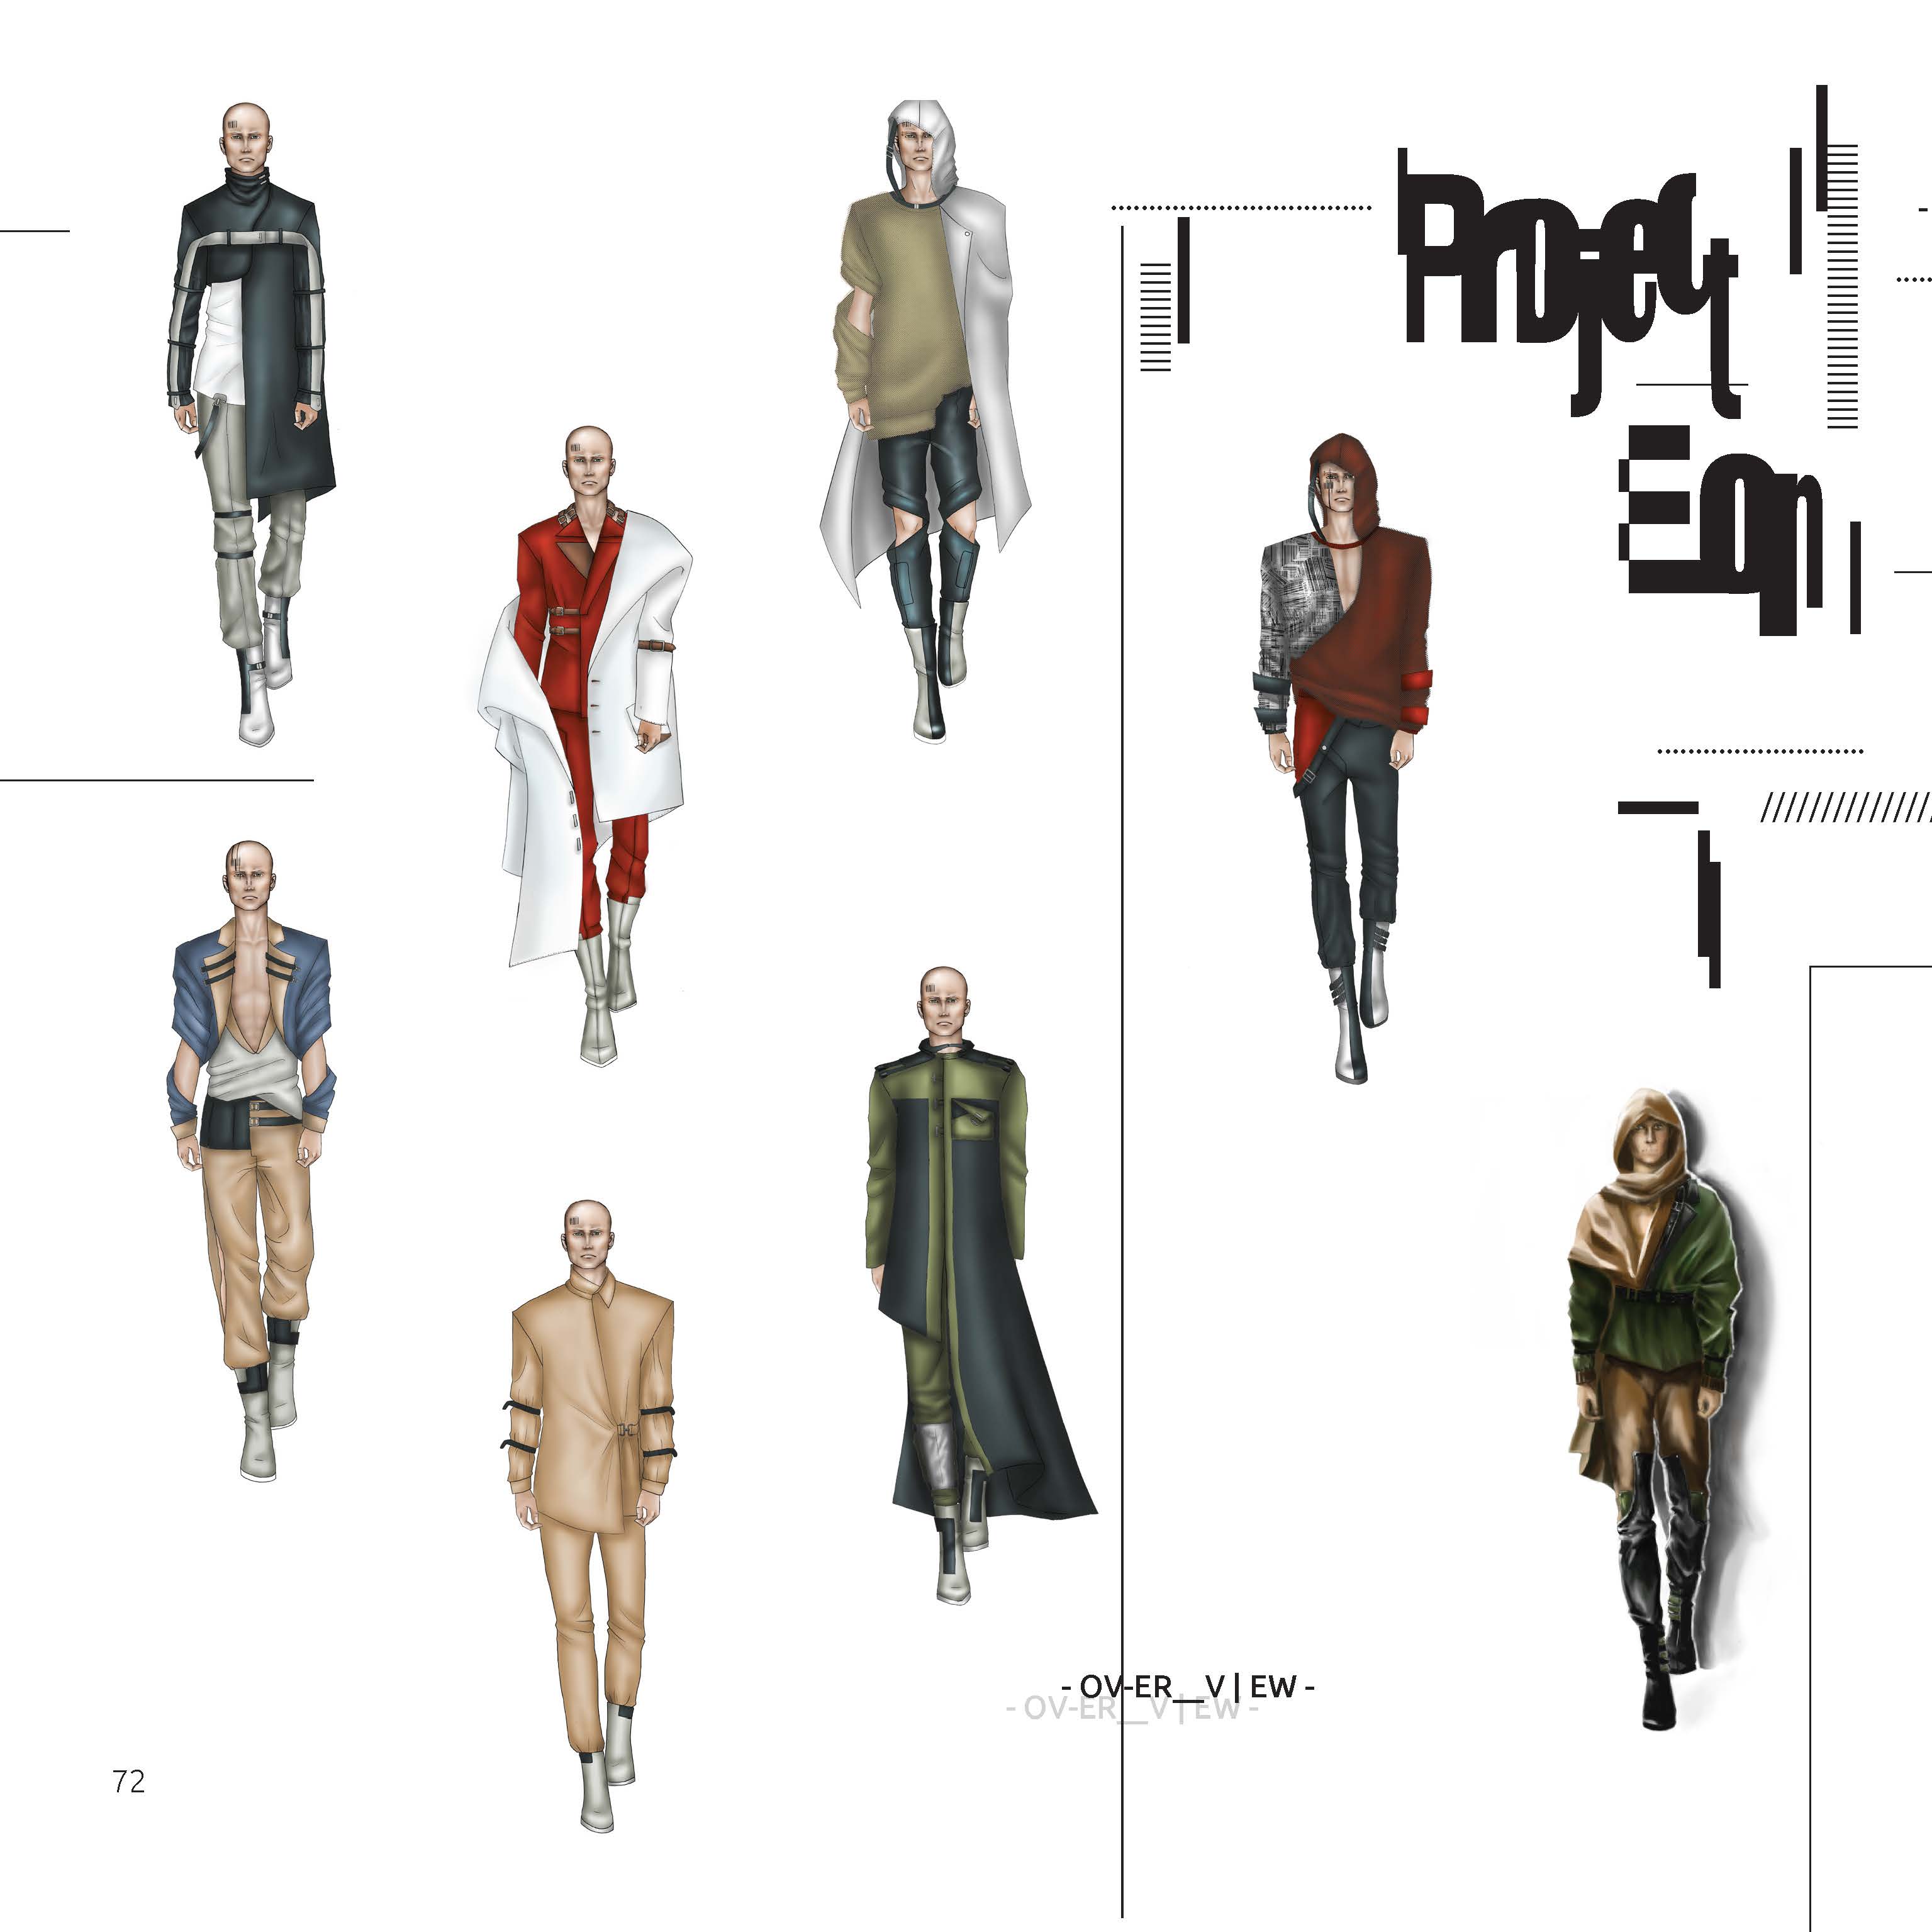 Project
Eon
- OV-ER__V | EW -
- OV-ER__V | EW -
72